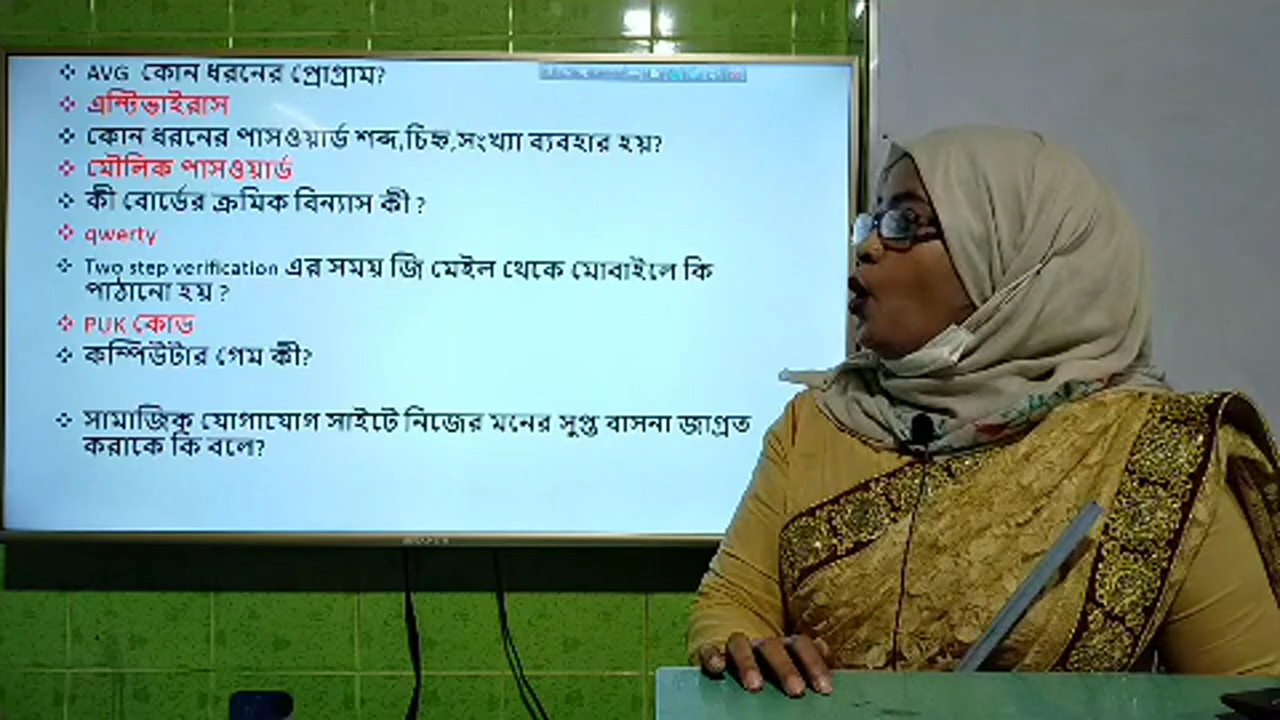 ❖ AVG কোন ধরনের প্রোগ্রাম?
❖ এন্টিভাইরাস
❖ কোন ধরনের পাসওয়ার্ড শব্দ,চিহ্ন,সংখ্যা ব্যবহার হয়?
❖ মৌলিক পাসওয়ার্ড
❖ কী বোর্ডের ক্রমিক বিন্যাস কী ?
❖ qwerty
❖ Two step verification এর সময় জি মেইল থেকে মোবাইলে কি
পাঠানো হয় ?
❖ PUK কোড
❖ কম্পিউটার গেম কী?
❖ সামাজিক যোগাযোগ সাইটে নিজের মনের সুপ্ত বাসনা জাগ্রত
করাকে কি বলে?